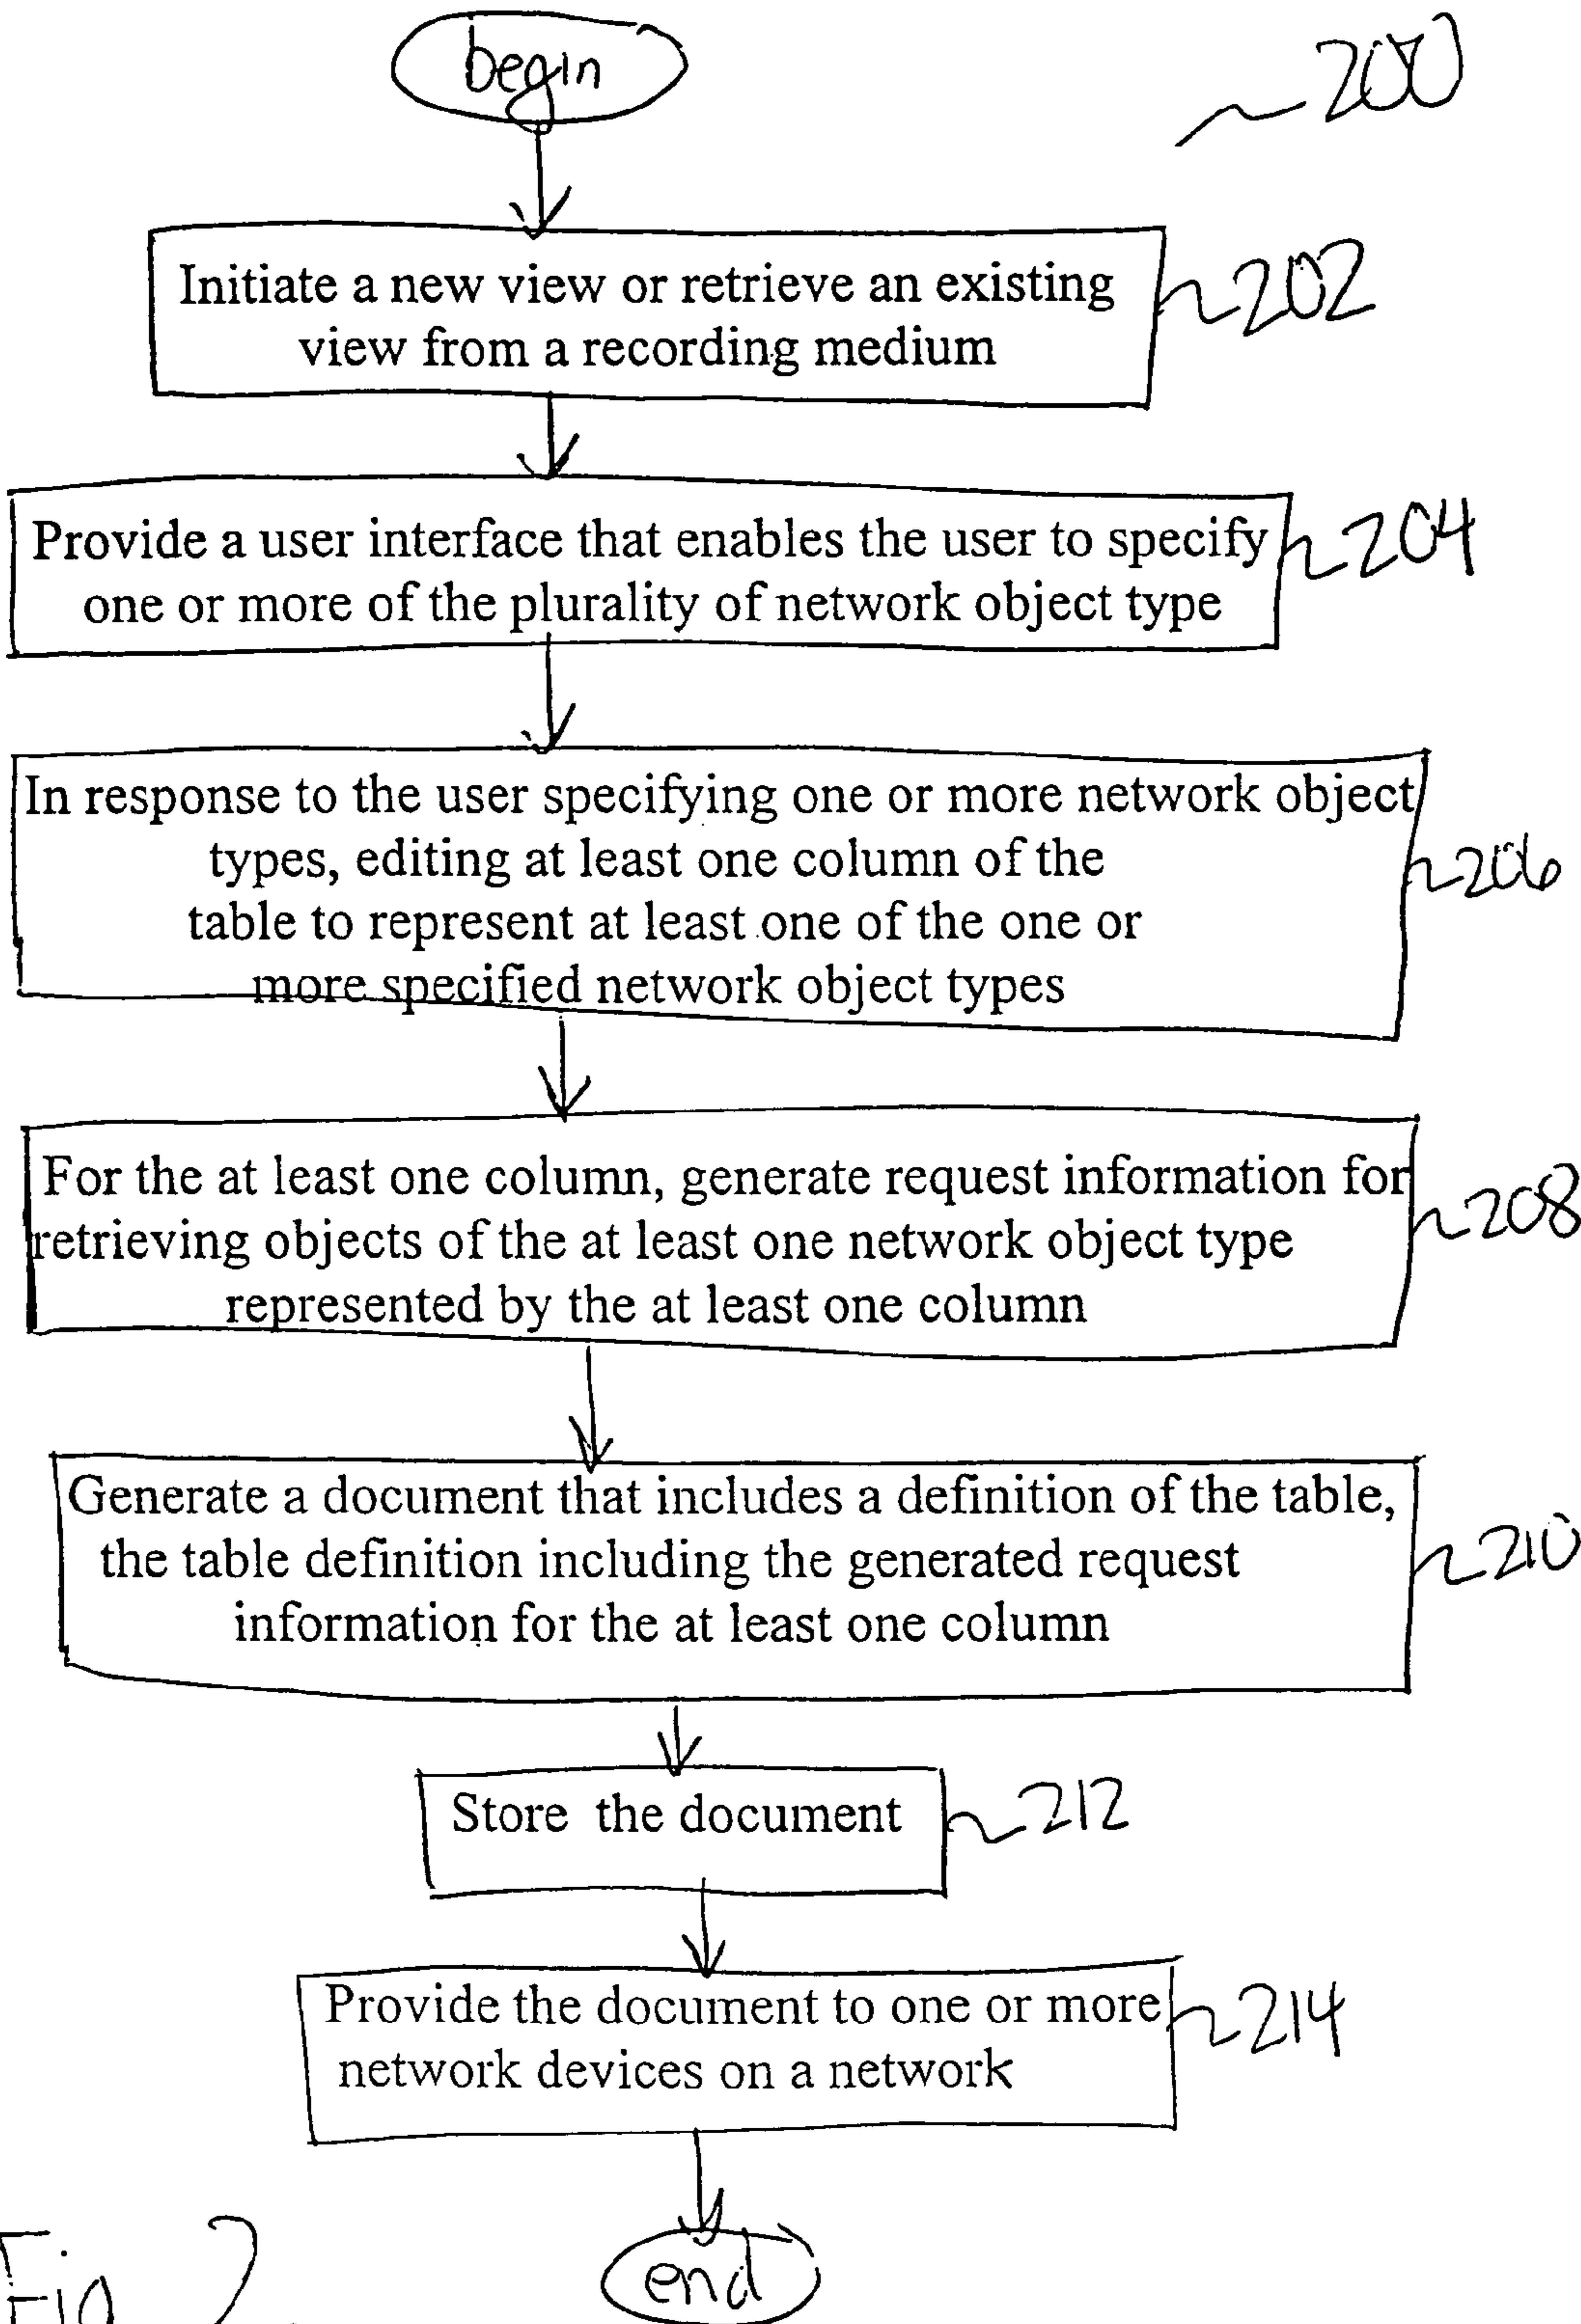 begin
200
Initiate a new view or retrieve an existing
view from a recording medium
202
Provide a user interface that enables the user to specify
one or more of the plurality of network object type
204
In response to the user specifying one or more network object
types, editing at least one column of the
table to represent at least one of the one or
more specified network object types
206
For the at least one column, generate request information for
retrieving objects of the at least one network object type
represented by the at least one column
208
Generate a document that includes a definition of the table,
the table definition including the generated request
information for the at least one column
210
Store the document
212
Provide the document to one or more
network devices on a network
214
end
Fig 2